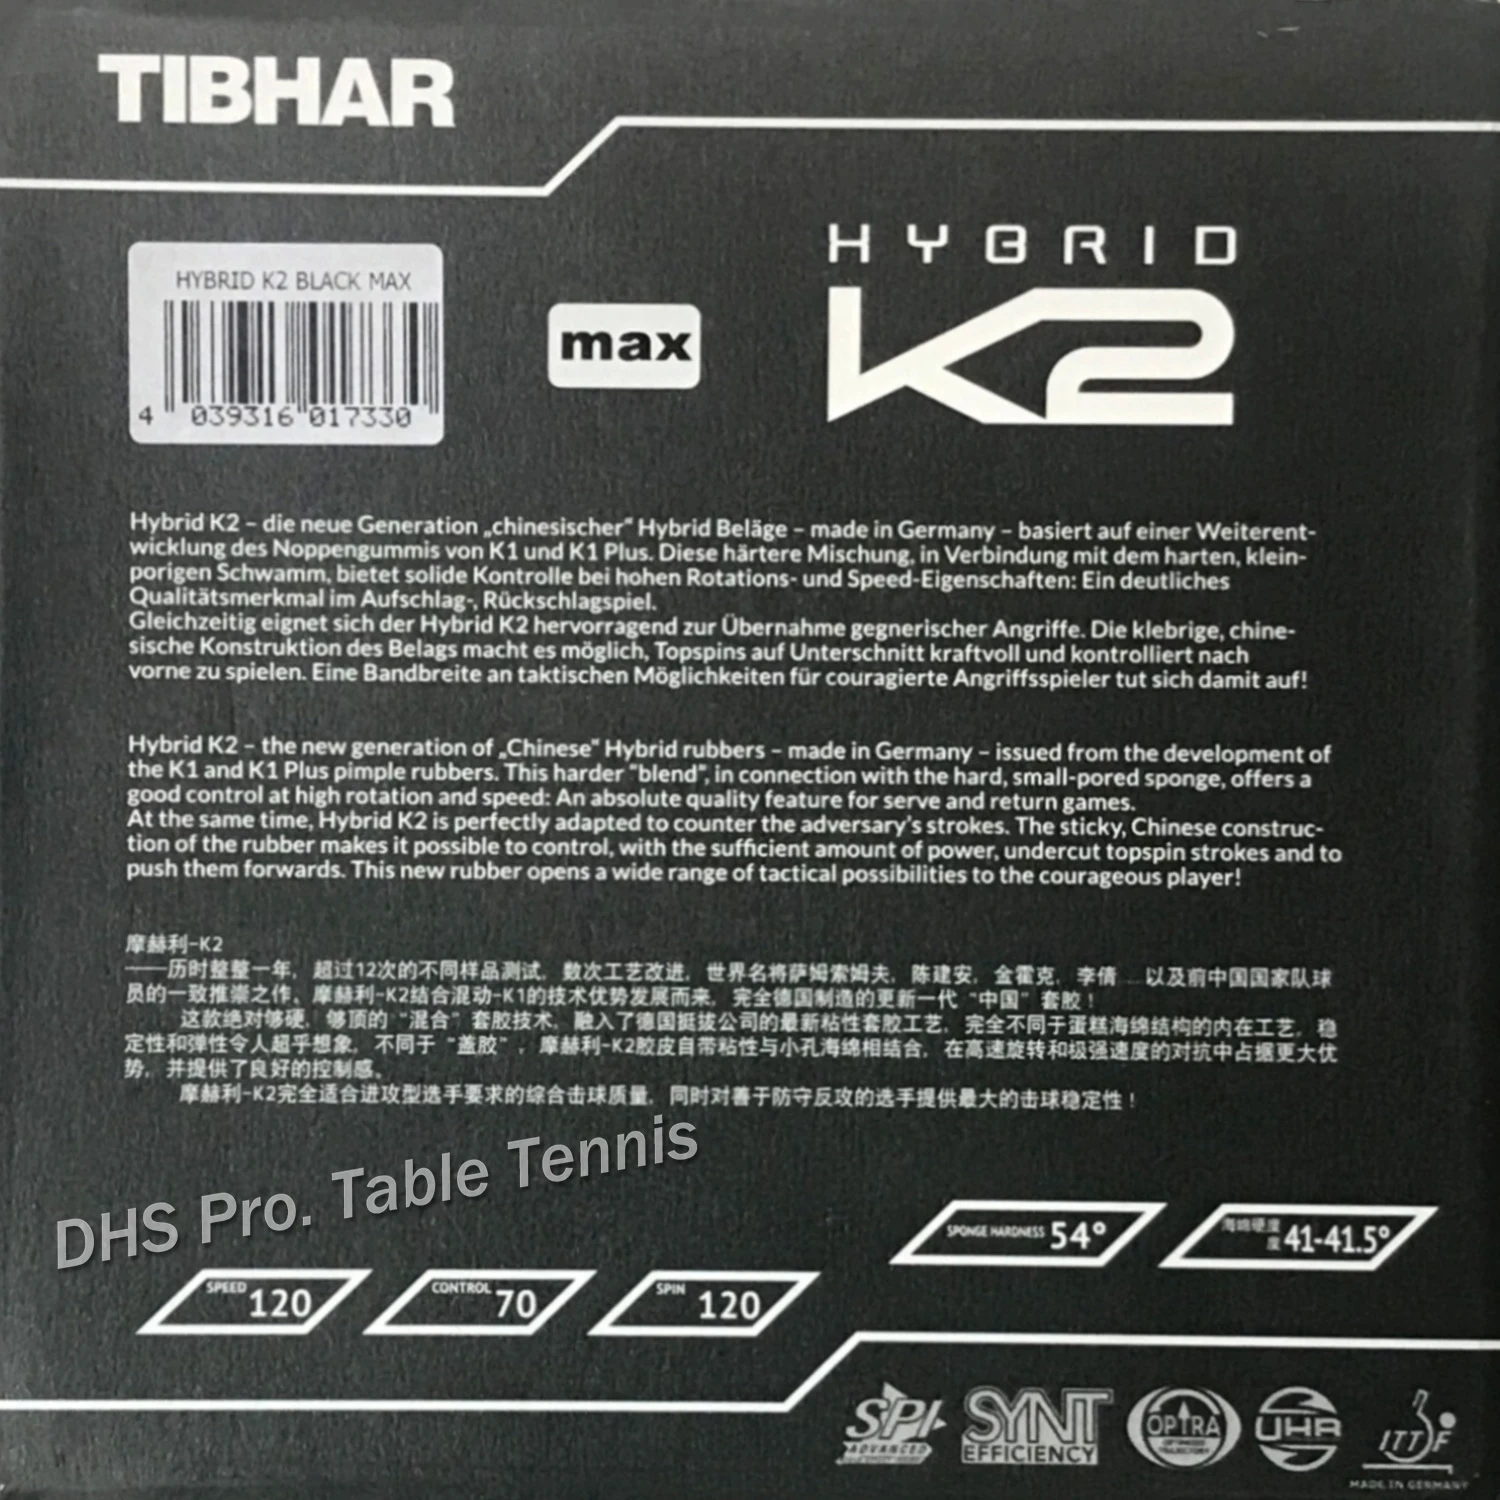 TIBHAR
HYBRID
K2
HYBRID K2 BLACK MAX
4 039316 017330
max
Hybrid K2 – die neue Generation „chinesischer“ Hybrid Beläge – made in Germany – basiert auf einer Weiterent-
wicklung des Noppengummis von K1 und K1 Plus. Diese härtere Mischung, in Verbindung mit dem harten, klein-
porigen Schwamm, bietet solide Kontrolle bei hohen Rotations- und Speed-Eigenschaften: Ein deutliches
Qualitätsmerkmal im Aufschlag-, Rückschlagspiel.
Gleichzeitig eignet sich der Hybrid K2 hervorragend zur Übernahme gegnerischer Angriffe. Die klebrige, chine-
sische Konstruktion des Belags macht es möglich, Topspins auf Unterschnitt kraftvoll und kontrolliert nach
vorne zu spielen. Eine Bandbreite an taktischen Möglichkeiten für couragierte Angriffsspieler tut sich damit auf!
Hybrid K2 – the new generation of „Chinese“ Hybrid rubbers – made in Germany – issued from the development of
the K1 and K1 Plus pimple rubbers. This harder "blend", in connection with the hard, small-pored sponge, offers a
good control at high rotation and speed: An absolute quality feature for serve and return games.
At the same time, Hybrid K2 is perfectly adapted to counter the adversary's strokes. The sticky, Chinese construc-
tion of the rubber makes it possible to control, with the sufficient amount of power, undercut topspin strokes and to
push them forwards. This new rubber opens a wide range of tactical possibilities to the courageous player!
摩赫利-K2
——历时整整一年，超过12次的不同样品测试，数次工艺改进，世界名将萨姆索姆夫，陈建安，金霍克，李倩……以及前中国国家队球
员的一致推崇之作。摩赫利-K2结合混动-K1的技术优势发展而来，完全德国制造的更新一代“中国”套胶！
这款绝对够硬，够顶的“混合”套胶技术，融入了德国挺拔公司的最新粘性套胶工艺，完全不同于蛋糕海绵结构的内在工艺，稳
定性和弹性令人超乎想象，不同于“盖胶”，摩赫利-K2胶皮自带粘性与小孔海绵相结合，在高速旋转和极强速度的对抗中占据更大优
势，并提供了良好的控制感。
摩赫利-K2完全适合进攻型选手要求的综合击球质量，同时对善于防守反攻的选手提供最大的击球稳定性！
DHS Pro. Table Tennis
SPONGE HARDNESS 54°
海绵硬度 度 41-41.5°
SPEED 120
CONTROL 70
SPIN 120
SPI
ADVANCED
SYNT
EFFICIENCY
OPTRA
OPTIMIZED
TRAJECTORY
UHR
ITTF
MADE IN GERMANY